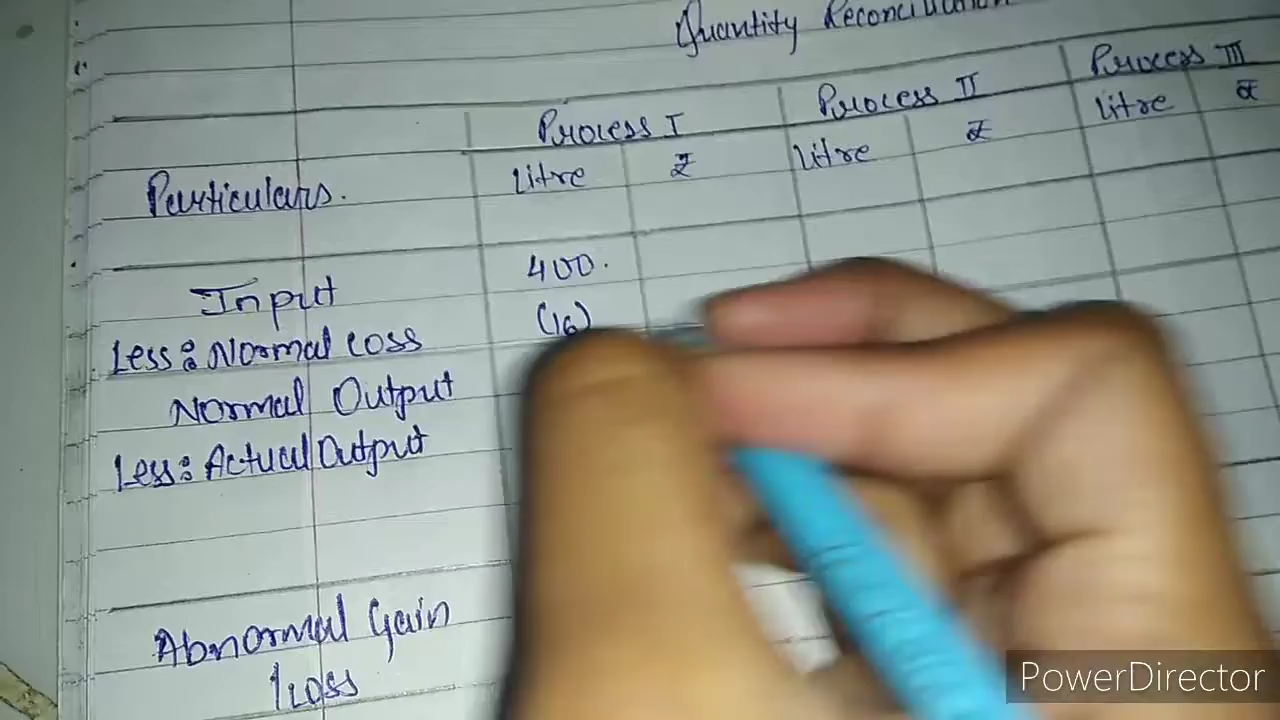 Quantity Reconciliation
Particulars.
Process I
Process II
Process III
Litre
₹
Litre
₹
Litre
₹
Input
400.
Less: Normal Loss
(16)
Normal Output
Less: Actual Output
Abnormal Gain
/Loss
PowerDirector